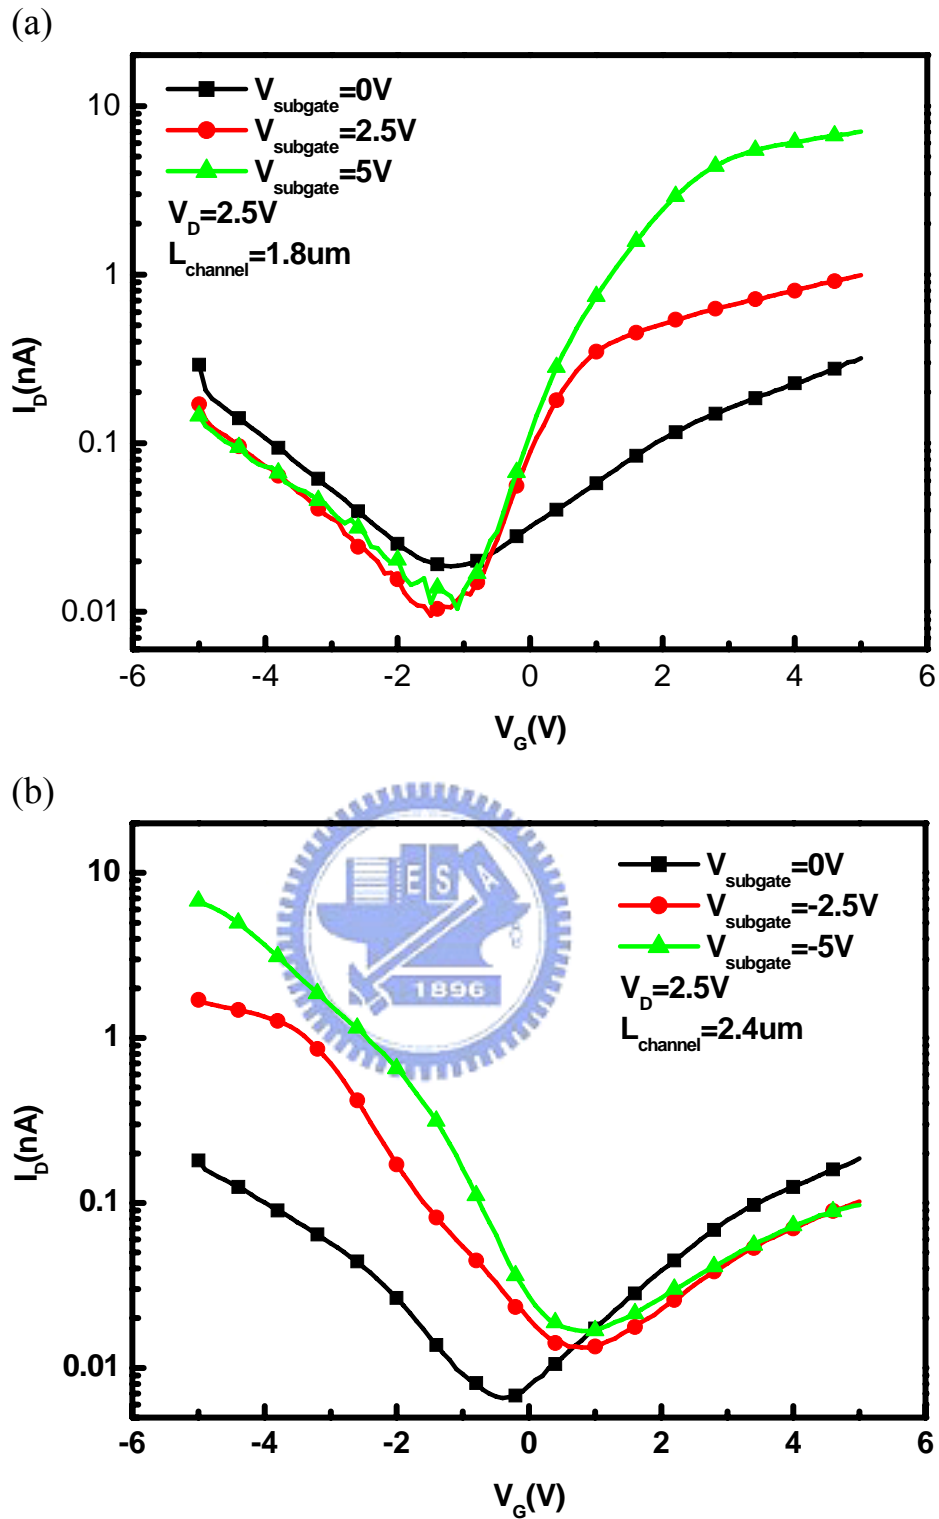 (a)
10
1
0.1
0.01
I_D(nA)
V_subgate=0V
V_subgate=2.5V
V_subgate=5V
V_D=2.5V
L_channel=1.8um
-6 -4 -2 0 2 4 6
V_G(V)
(b)
10
1
0.1
0.01
I_D(nA)
E S A
1896
V_subgate=0V
V_subgate=-2.5V
V_subgate=-5V
V_D=2.5V
L_channel=2.4um
-6 -4 -2 0 2 4 6
V_G(V)